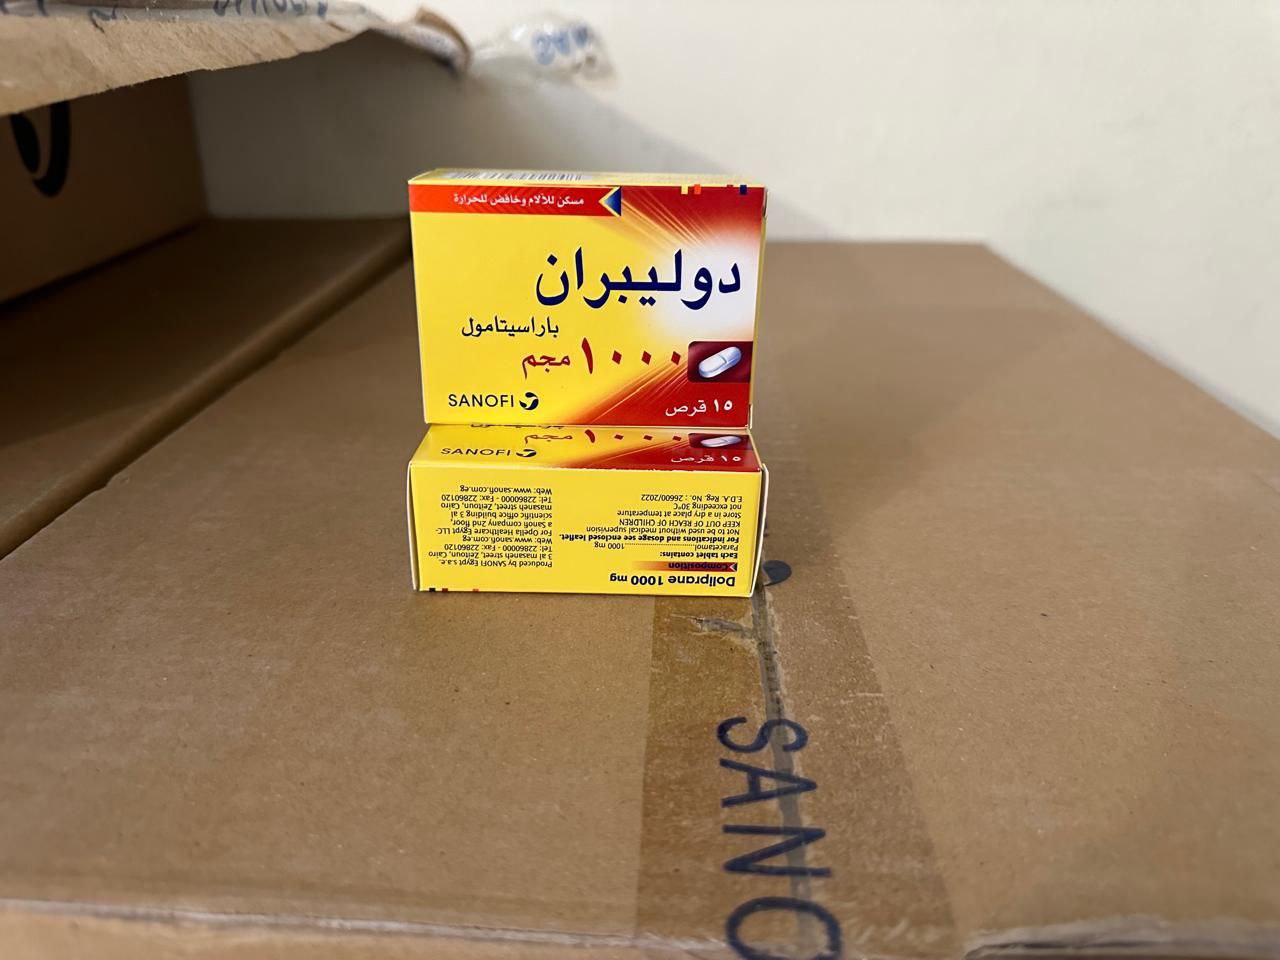 مسكن للآلام وخافض للحرارة
دوليبران
باراسيتامول
١٠٠٠ مجم
١٥ قرص
SANOFI
١٠٠٠ مجم
١٥ قرص
SANOFI
Doliprane 1000 mg
Composition
Each tablet contains:
Paracetamol..............................1000 mg
For indications and dosage see enclosed leaflet.
Not to be used without medical supervision
KEEP OUT OF REACH OF CHILDREN
Store in a dry place at temperature
not exceeding 30°C
E.D.A. Reg. No.: 26600/2022
Produced by SANOFI Egypt s.a.e.
3 al masaneh street, Zeitoun, Cairo
Tel: 22860000 - Fax: 22860120
Web: www.sanofi.com.eg
For Opella Healthcare Egypt LLC-
a Sanofi company 2nd floor,
scientific office building 3 al
masaneh street, Zeitoun, Cairo,
Tel: 22860000 - Fax: 22860120
Web: www.sanofi.com.eg
SANO